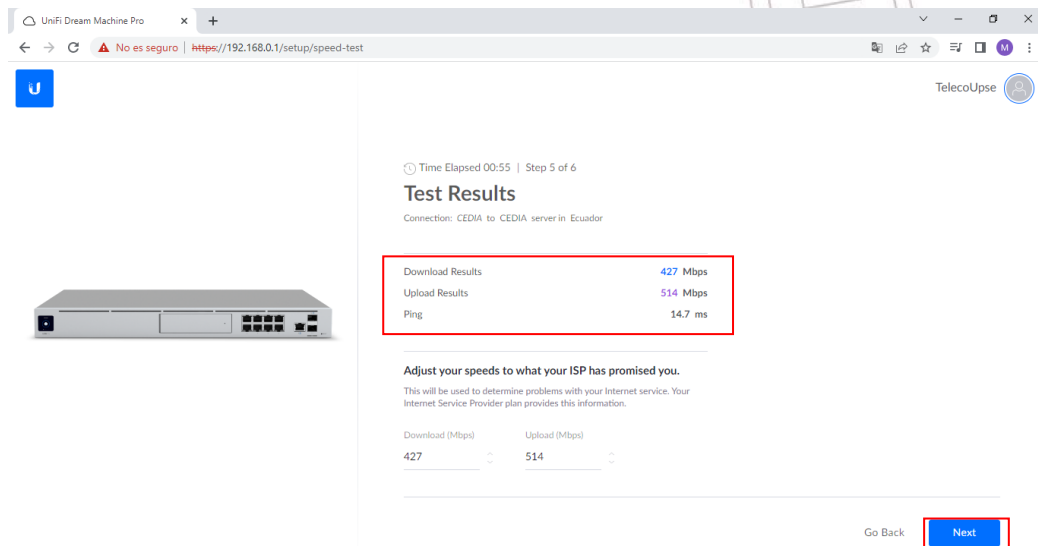 UniFi Dream Machine Pro
No es seguro | https://192.168.0.1/setup/speed-test
M
TelecoUpse
Time Elapsed 00:55 | Step 5 of 6
Test Results
Connection: CEDIA to CEDIA server in Ecuador
Download Results 427 Mbps
Upload Results 514 Mbps
Ping 14.7 ms
Adjust your speeds to what your ISP has promised you.
This will be used to determine problems with your Internet service. Your
Internet Service Provider plan provides this information.
Download (Mbps) Upload (Mbps)
427 514
Go Back Next